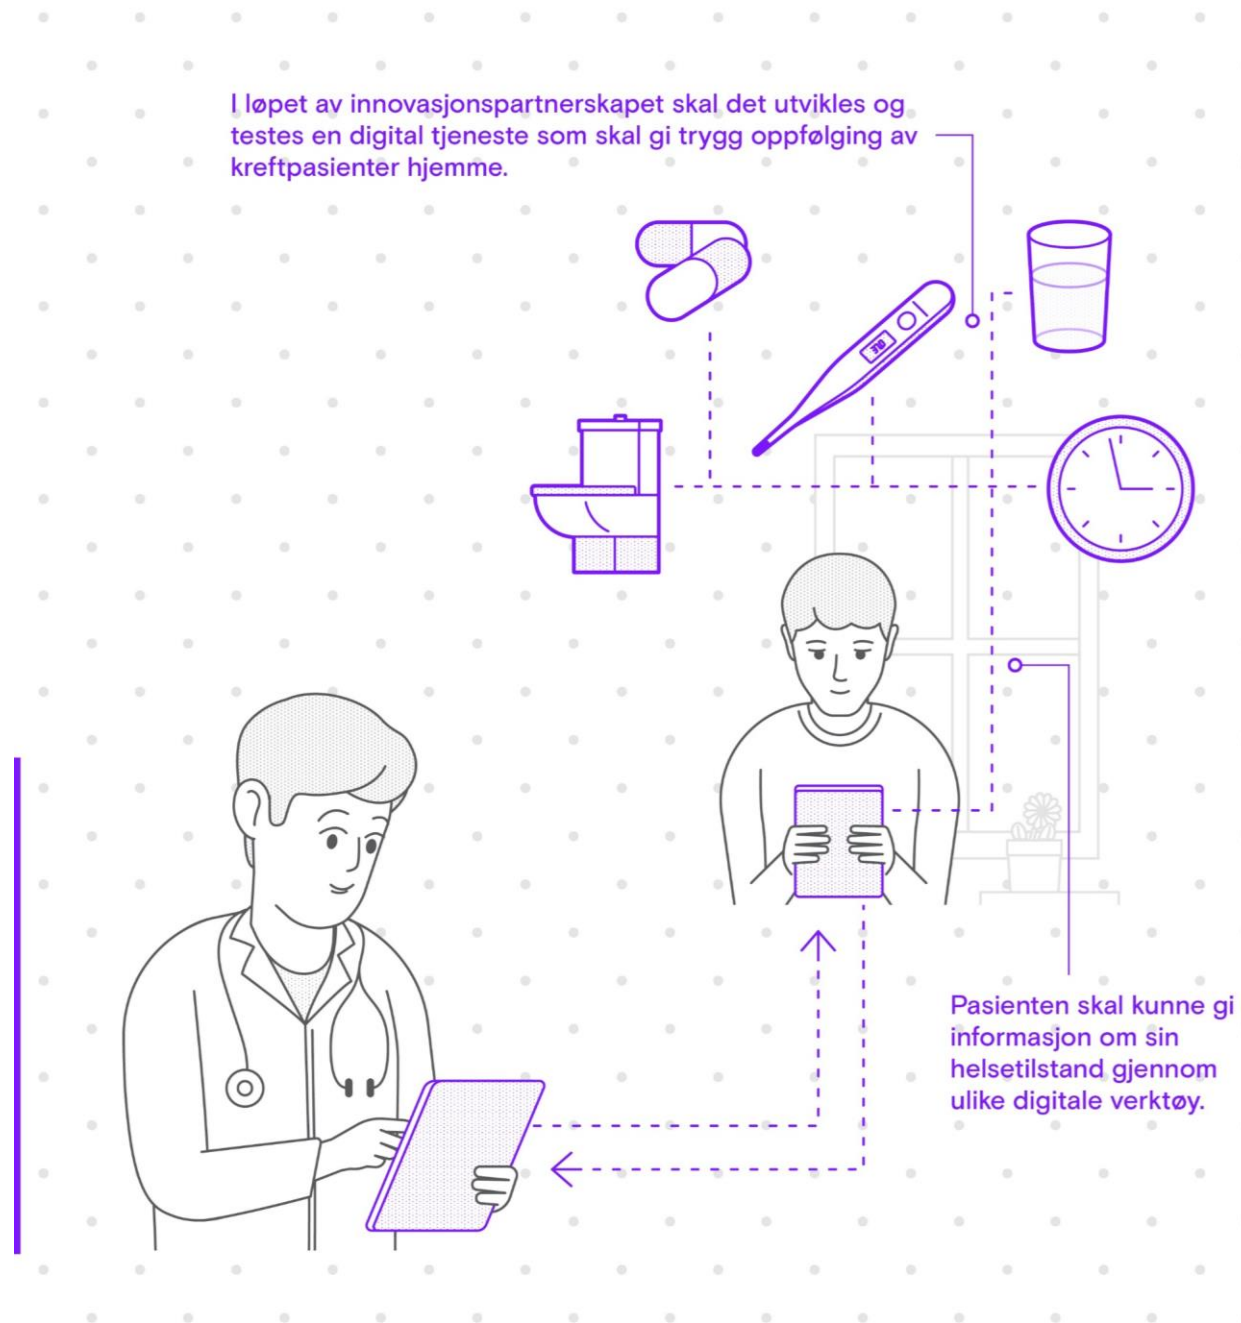 I løpet av innovasjonspartnerskapet skal det utvikles og
testes en digital tjeneste som skal gi trygg oppfølging av
kreftpasienter hjemme.
Pasienten skal kunne gi
informasjon om sin
helsetilstand gjennom
ulike digitale verktøy.